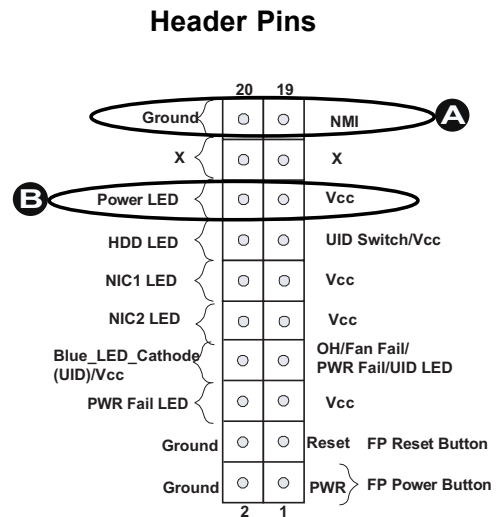 Header Pins
20 19
Ground NMI A
X X
B Power LED Vcc
HDD LED UID Switch/Vcc
NIC1 LED Vcc
NIC2 LED Vcc
Blue_LED_Cathode
(UID)/Vcc
OH/Fan Fail/
PWR Fail/UID LED
PWR Fail LED Vcc
Ground Reset FP Reset Button
Ground PWR FP Power Button
2 1